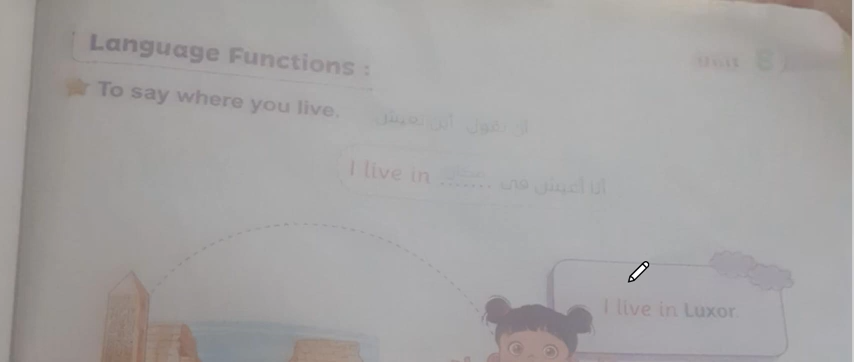 Language Functions :
Unit 8
To say where you live. أن تقول أين تعيش
I live in ....... أنا أعيش في
I live in Luxor